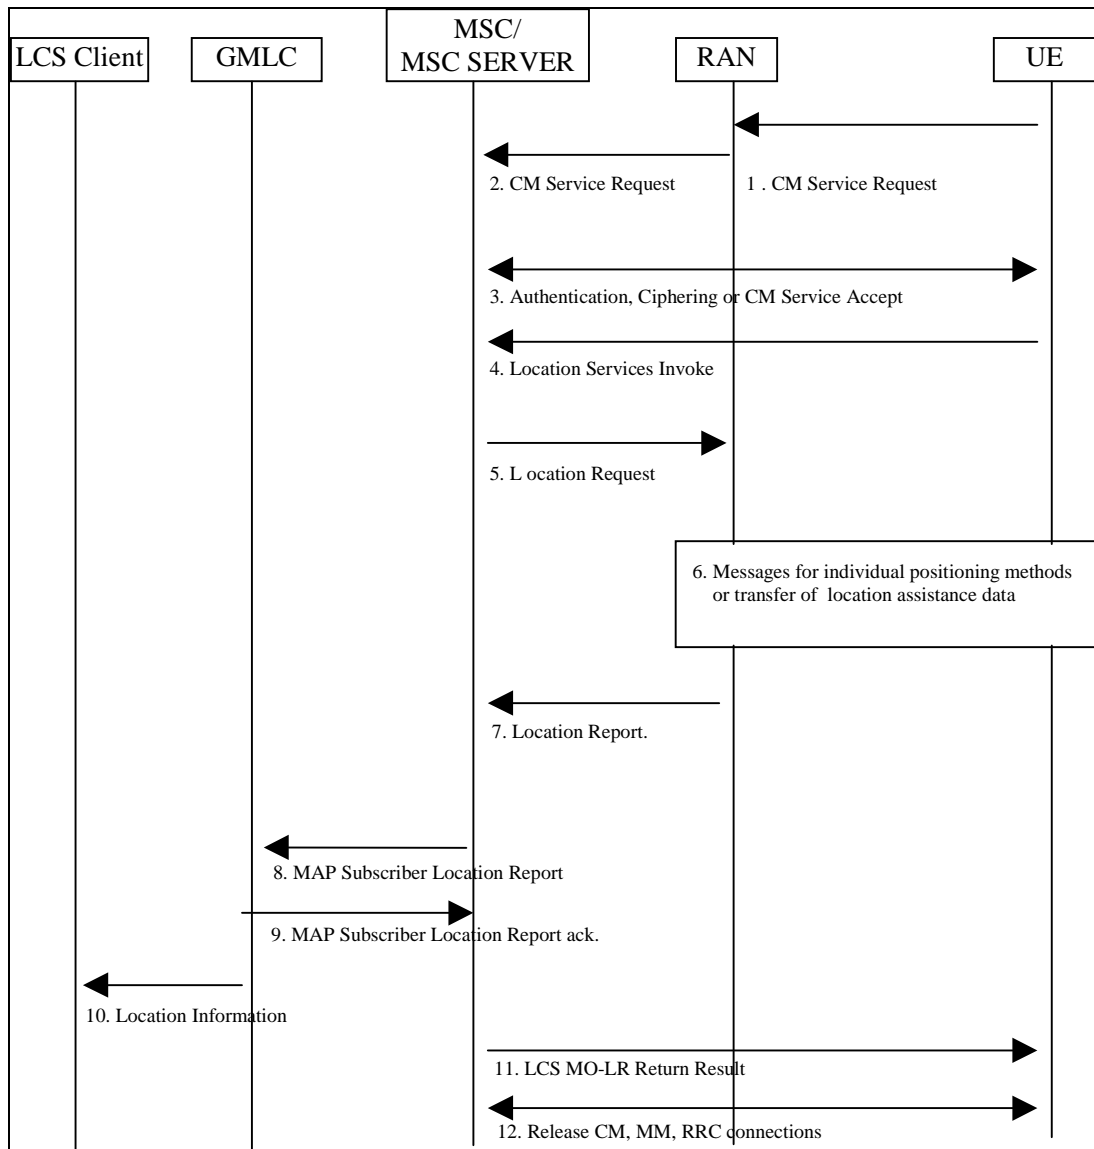 MSC/
MSC SERVER
LCS Client
GMLC
RAN
UE
2. CM Service Request
1 . CM Service Request
3. Authentication, Ciphering or CM Service Accept
4. Location Services Invoke
5. L ocation Request
6. Messages for individual positioning methods
or transfer of location assistance data
7. Location Report.
8. MAP Subscriber Location Report
9. MAP Subscriber Location Report ack.
10. Location Information
11. LCS MO-LR Return Result
12. Release CM, MM, RRC connections